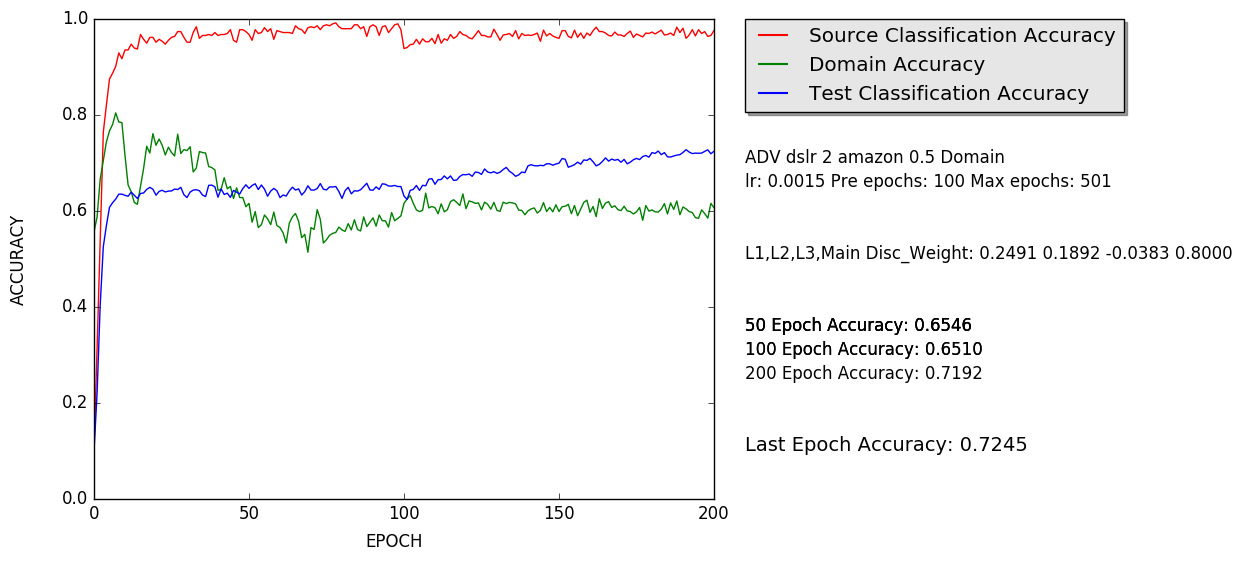 1.0
0.8
0.6
0.4
0.2
0.0
0
50
100
150
200
ACCURACY
EPOCH
Source Classification Accuracy
Domain Accuracy
Test Classification Accuracy
ADV dslr 2 amazon 0.5 Domain
lr: 0.0015 Pre epochs: 100 Max epochs: 501
L1,L2,L3,Main Disc_Weight: 0.2491 0.1892 -0.0383 0.8000
50 Epoch Accuracy: 0.6546
100 Epoch Accuracy: 0.6510
200 Epoch Accuracy: 0.7192
Last Epoch Accuracy: 0.7245